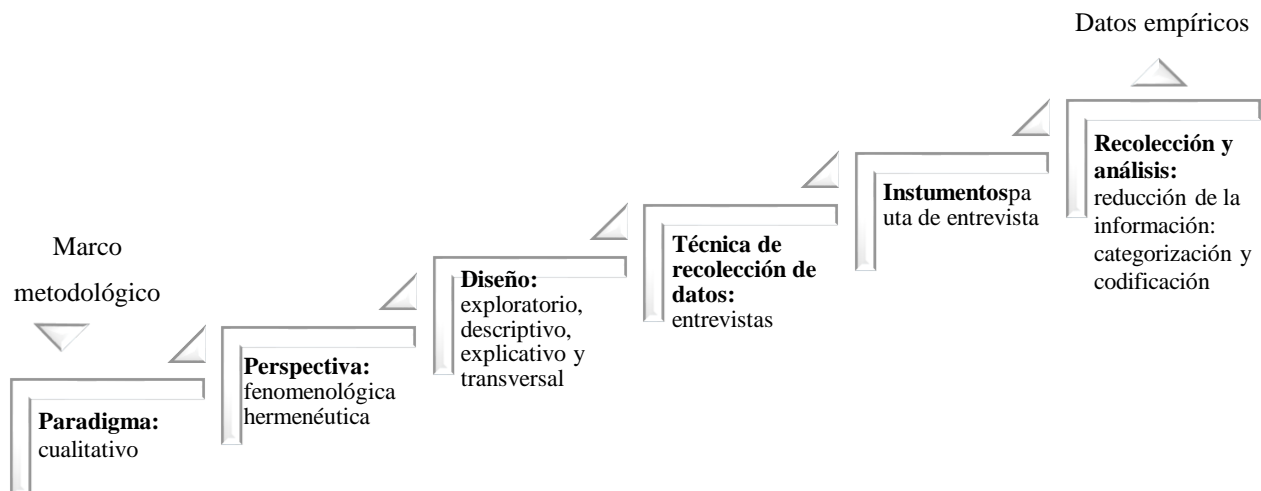 Marco
metodológico
Paradigma:
cualitativo
Perspectiva:
fenomenológica
hermenéutica
Diseño:
exploratorio,
descriptivo,
explicativo y
transversal
Técnica de
recolección de
datos:
entrevistas
Instumentospa
uta de entrevista
Recolección y
análisis:
reducción de la
información:
categorización y
codificación
Datos empíricos